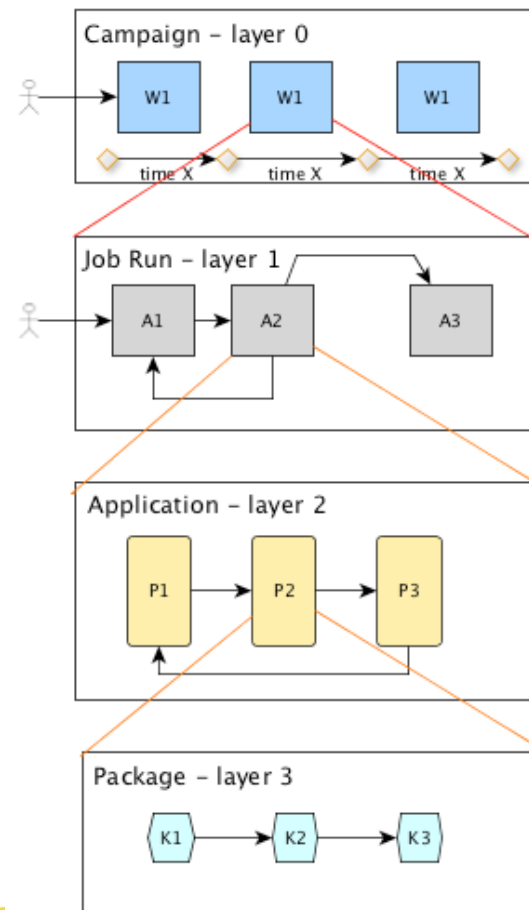 Campaign – layer 0
W1 W1 W1
time X time X time X
Job Run – layer 1
A1 A2 A3
Application – layer 2
P1 P2 P3
Package – layer 3
K1 K2 K3